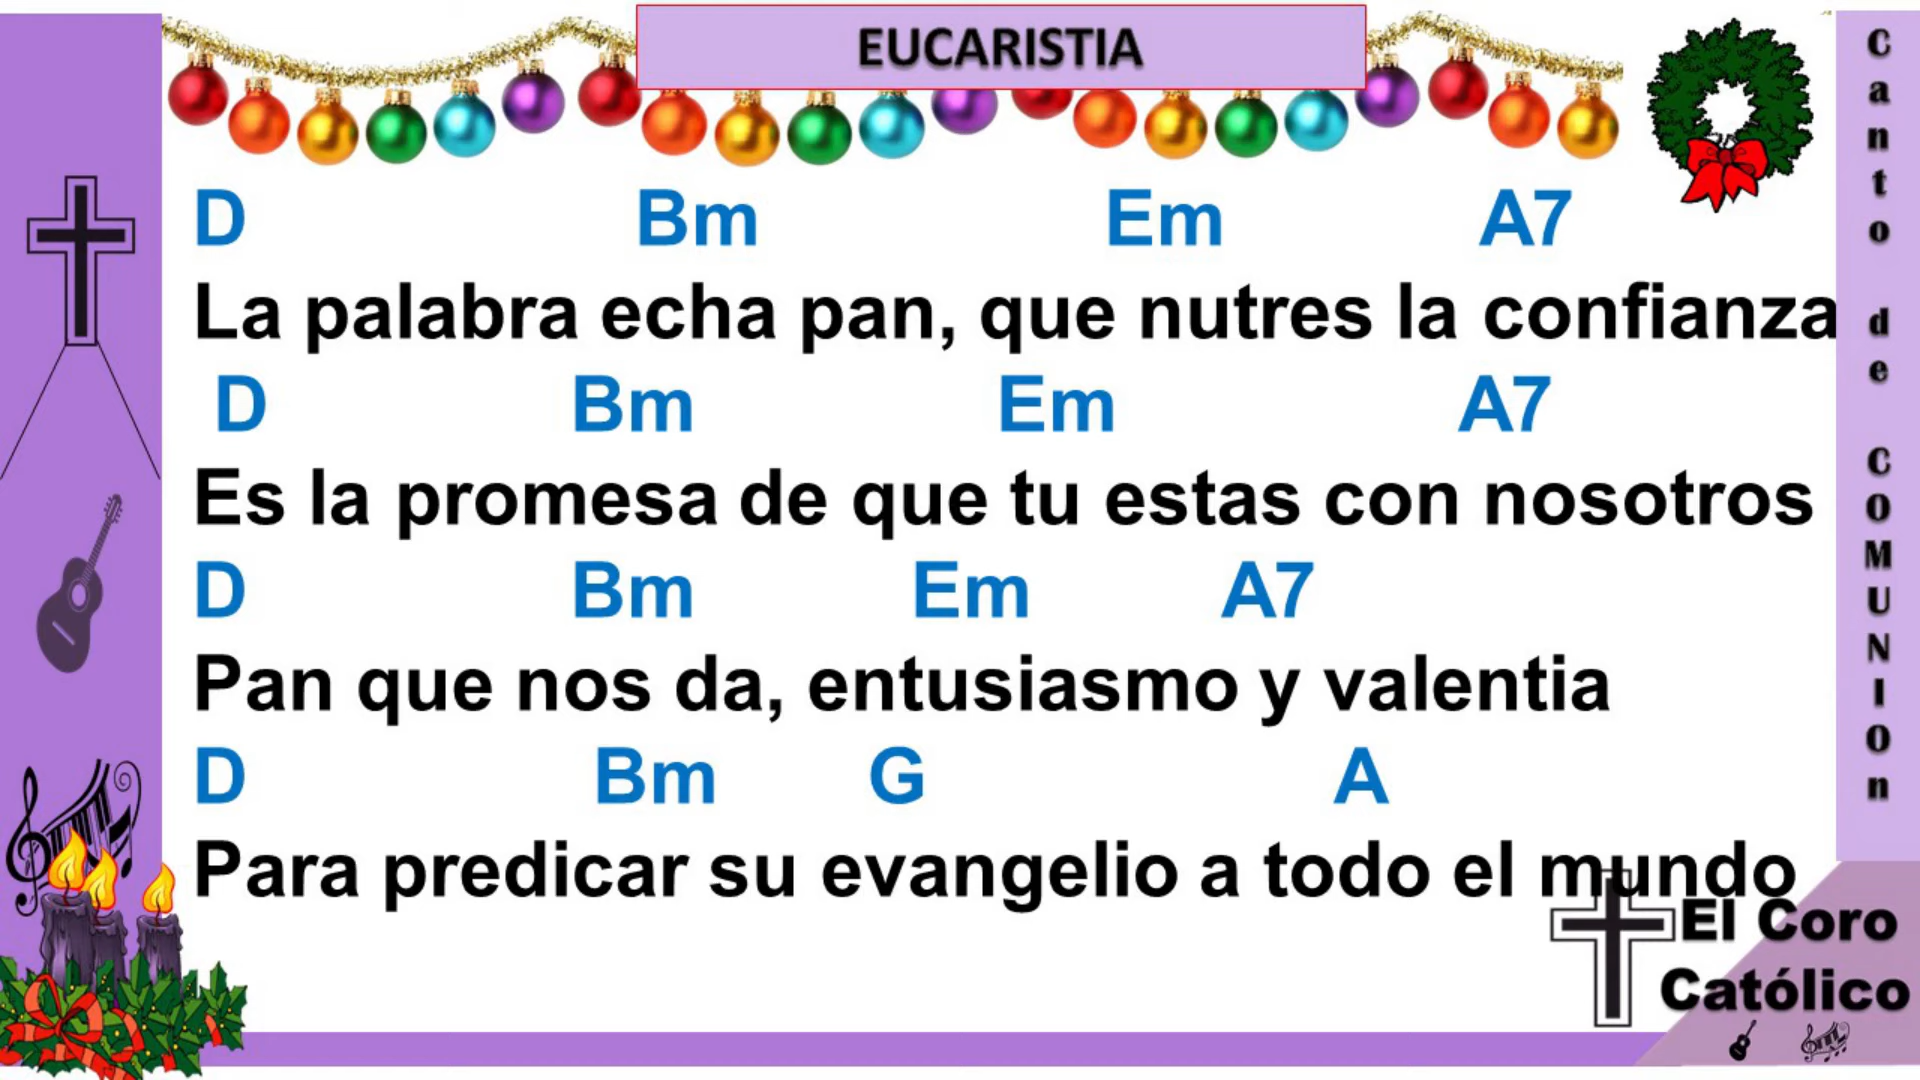 EUCARISTIA
D Bm Em A7
La palabra echa pan, que nutres la confianza
D Bm Em A7
Es la promesa de que tu estas con nosotros
D Bm Em A7
Pan que nos da, entusiasmo y valentia
D Bm G A
Para predicar su evangelio a todo el mundo
Canto de COMUNIOn
El Coro
Católico